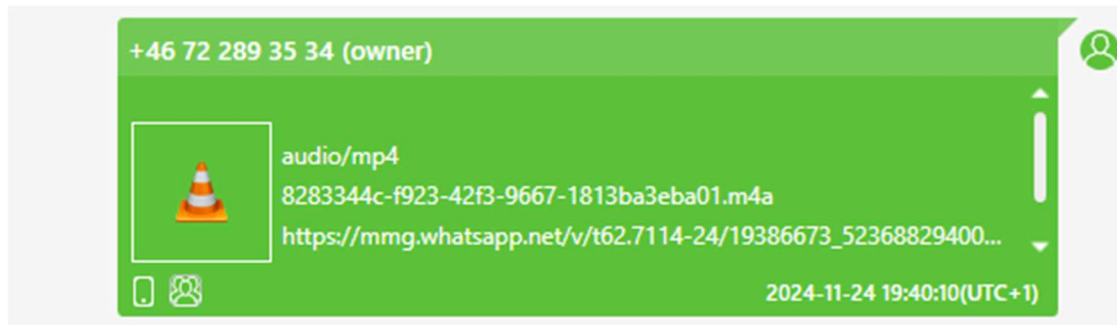 +46 72 289 35 34 (owner)
audio/mp4
8283344c-f923-42f3-9667-1813ba3eba01.m4a
https://mmg.whatsapp.net/v/t62.7114-24/19386673_52368829400...
2024-11-24 19:40:10(UTC+1)